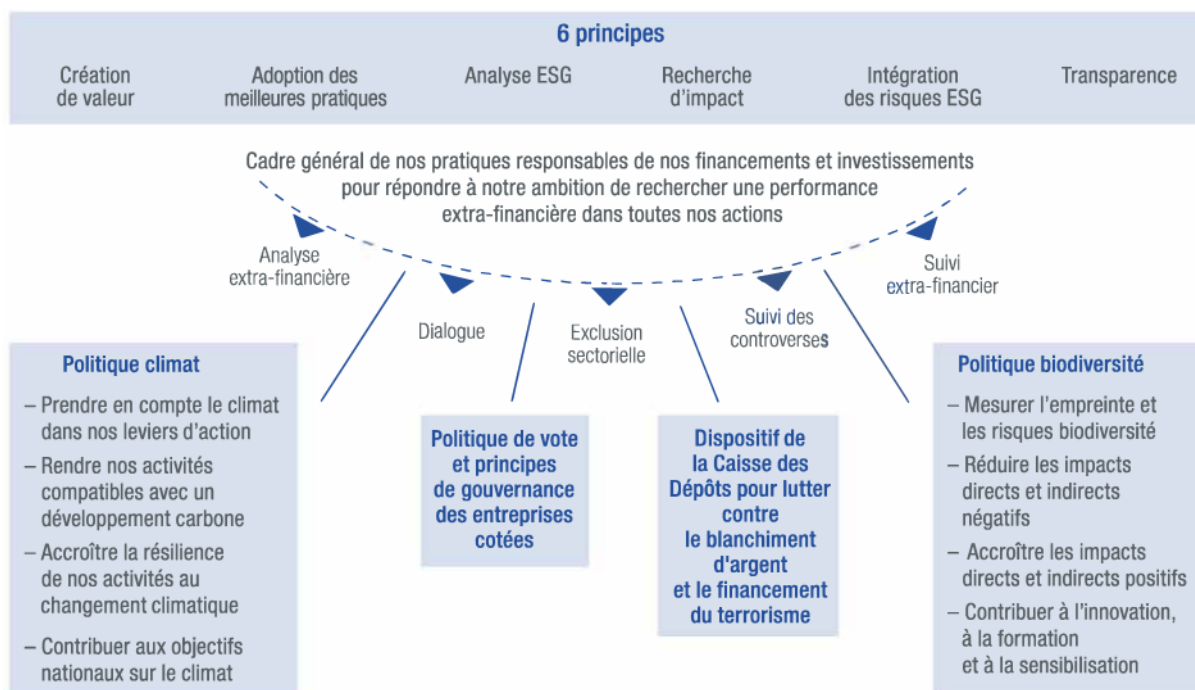 6 principes
Création
de valeur
Adoption des
meilleures pratiques
Analyse ESG
Recherche
d'impact
Intégration
des risques ESG
Transparence
Cadre général de nos pratiques responsables de nos financements et investissements
pour répondre à notre ambition de rechercher une performance
extra-financière dans toutes nos actions
Analyse
extra-financière
Dialogue
Exclusion
sectorielle
Suivi des
controverses
Suivi
extra-financier
Politique climat
– Prendre en compte le climat
dans nos leviers d'action
– Rendre nos activités
compatibles avec un
développement carbone
– Accroître la résilience
de nos activités au
changement climatique
– Contribuer aux objectifs
nationaux sur le climat
Politique de vote
et principes
de gouvernance
des entreprises
cotées
Dispositif de
la Caisse des
Dépôts pour lutter
contre
le blanchiment
d'argent
et le financement
du terrorisme
Politique biodiversité
– Mesurer l'empreinte et
les risques biodiversité
– Réduire les impacts
directs et indirects
négatifs
– Accroître les impacts
directs et indirects positifs
– Contribuer à l'innovation,
à la formation
et à la sensibilisation